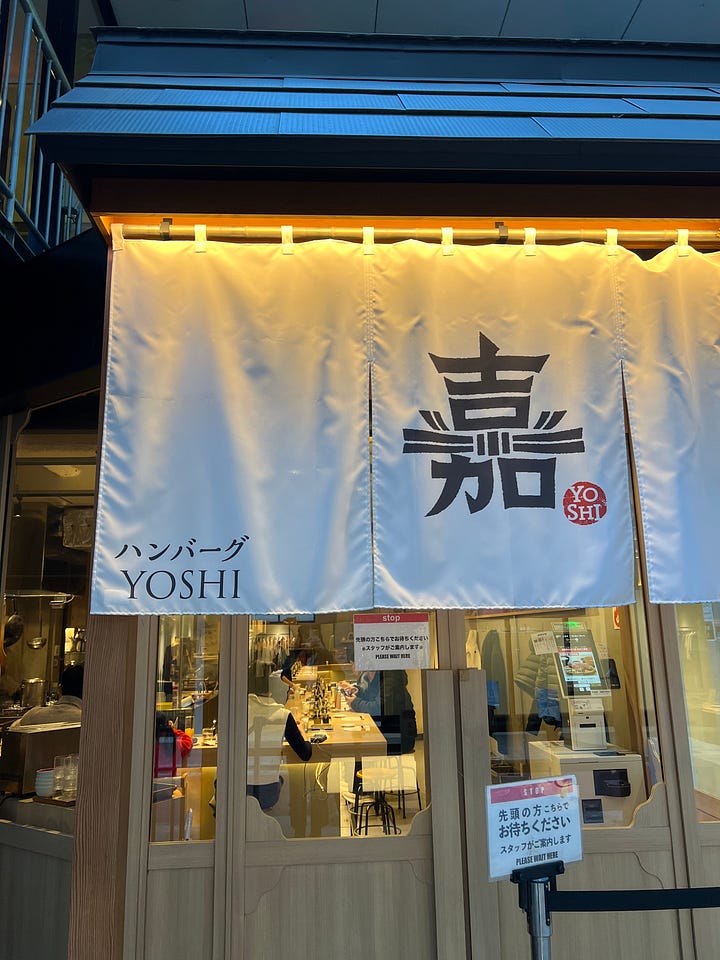 嘉
YO
SHI
ハンバーグ
YOSHI
stop
先頭の方こちらでお待ちください
※スタッフがご案内します※
PLEASE WAIT HERE
STOP
先頭の方こちらで
お待ちください
スタッフがご案内します
PLEASE WAIT HERE